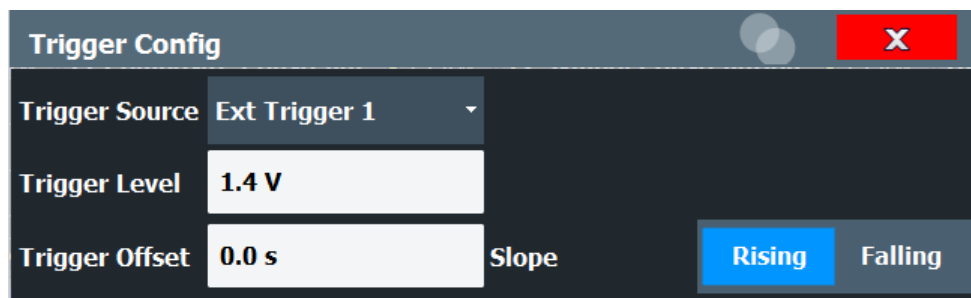 Trigger Config X
Trigger Source Ext Trigger 1
Trigger Level 1.4 V
Trigger Offset 0.0 s Slope Rising Falling